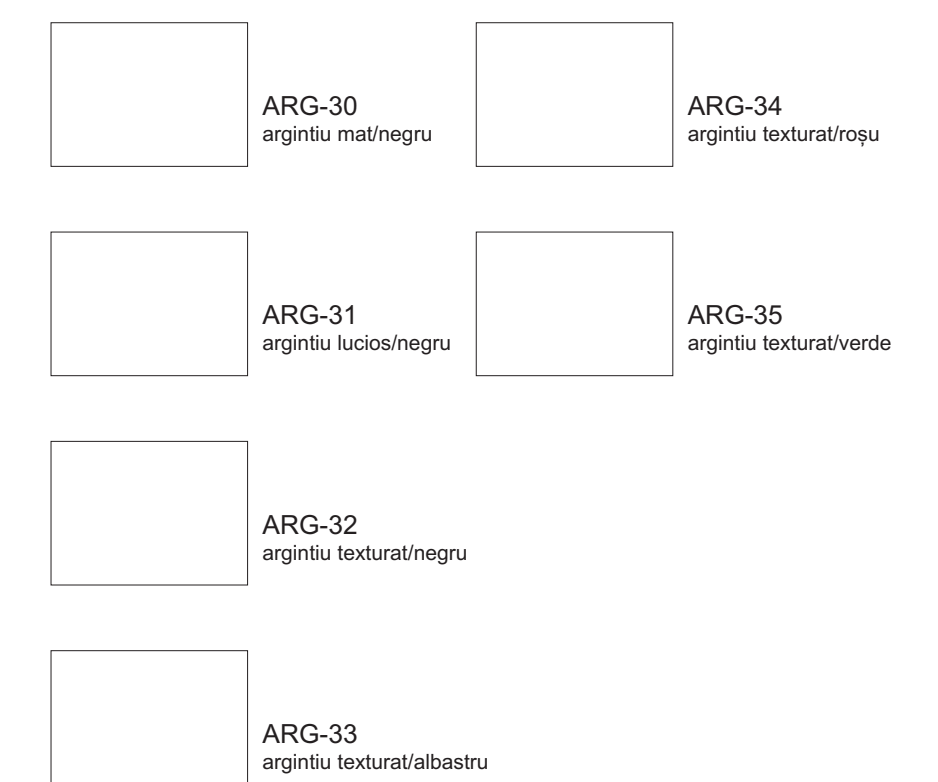 ARG-30
argintiu mat/negru
ARG-31
argintiu lucios/negru
ARG-32
argintiu texturat/negru
ARG-33
argintiu texturat/albastru
ARG-34
argintiu texturat/roșu
ARG-35
argintiu texturat/verde